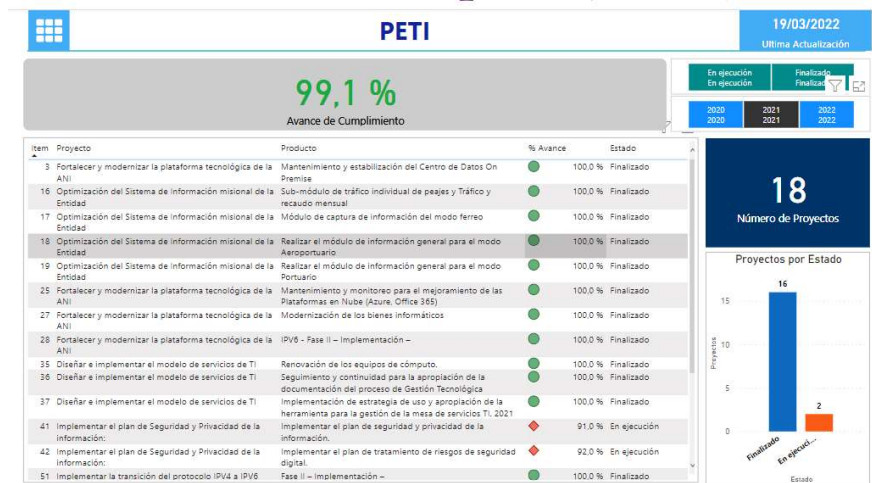 PETI
19/03/2022
Ultima Actualización
99,1 %
Avance de Cumplimiento
En ejecución Finalizado
En ejecución Finalizad
2020 2021 2022
2020 2021 2022
Item Proyecto Producto % Avance Estado
3 Fortalecer y modernizar la plataforma tecnológica de la Mantenimiento y estabilización del Centro de Datos On 100,0 % Finalizado
ANI Premise
16 Optimización del Sistema de Información misional de la Sub-módulo de tráfico individual de peajes y Tráfico y 100,0 % Finalizado
Entidad recaudo mensual
17 Optimización del Sistema de Información misional de la Módulo de captura de información del modo ferreo 100,0 % Finalizado
Entidad
18 Optimización del Sistema de Información misional de la Realizar el módulo de información general para el modo 100,0 % Finalizado
Entidad Aeroportuario
19 Optimización del Sistema de Información misional de la Realizar el módulo de información general para el modo 100,0 % Finalizado
Entidad Portuario
25 Fortalecer y modernizar la plataforma tecnológica de la Mantenimiento y monitoreo para el mejoramiento de las 100,0 % Finalizado
ANI Plataformas en Nube (Azure, Office 365)
27 Fortalecer y modernizar la plataforma tecnológica de la Modernización de los bienes informáticos 100,0 % Finalizado
ANI
28 Fortalecer y modernizar la plataforma tecnológica de la IPV6 - Fase II – Implementación – 100,0 % Finalizado
ANI
35 Diseñar e implementar el modelo de servicios de TI Renovación de los equipos de cómputo. 100,0 % Finalizado
36 Diseñar e implementar el modelo de servicios de TI Seguimiento y continuidad para la apropiación de la 100,0 % Finalizado
documentación del proceso de Gestión Tecnológica
37 Diseñar e implementar el modelo de servicios de TI Implementación de estrategia de uso y apropiación de la 100,0 % Finalizado
herramienta para la gestión de la mesa de servicios TI, 2021
41 Implementar el plan de Seguridad y Privacidad de la Implementar el plan de seguridad y privacidad de la 91,0 % En ejecución
información: información.
42 Implementar el plan de Seguridad y Privacidad de la Implementar el plan de tratamiento de riesgos de seguridad 92,0 % En ejecución
información: digital.
51 Implementar la transición del protocolo IPV4 a IPV6 Fase II – Implementación – 100,0 % Finalizado
18
Número de Proyectos
Proyectos por Estado
16
15
10
5
2
0
Proyectos
Finalizado
En ejecuci...
Estado